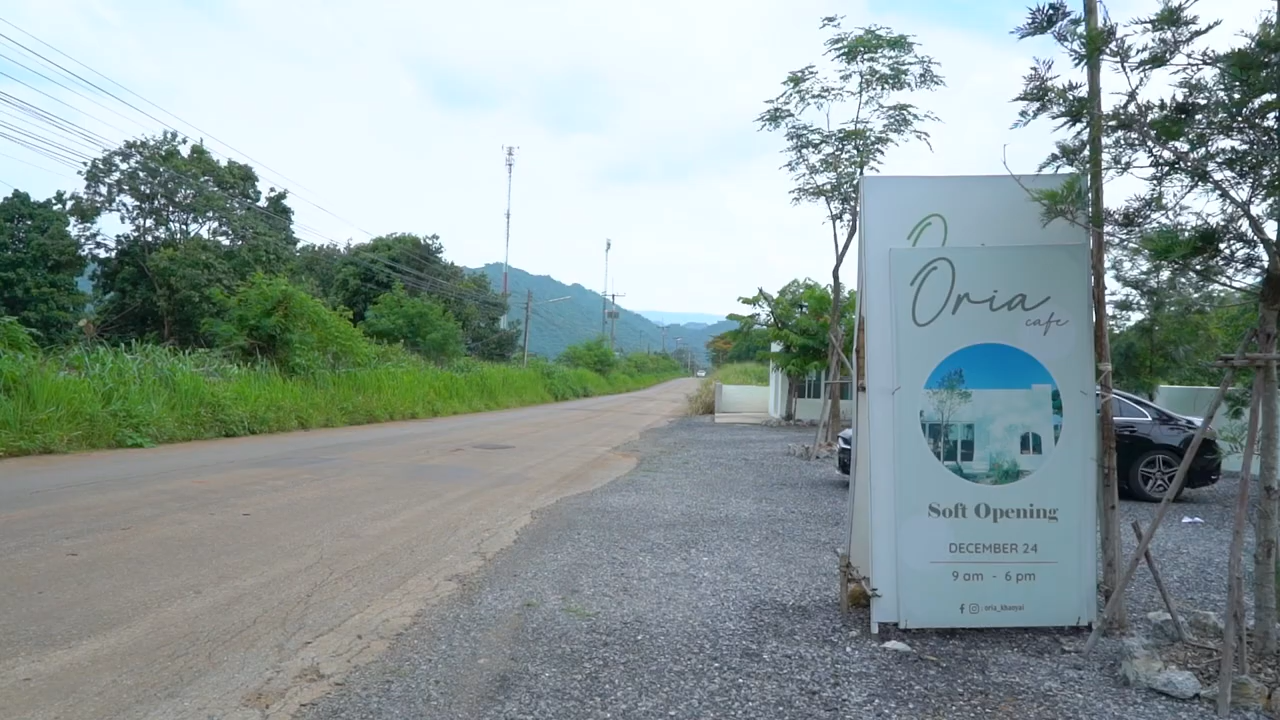 O
Oria
cafe
Soft Opening
DECEMBER 24
9 am - 6 pm
oria_khaoyai